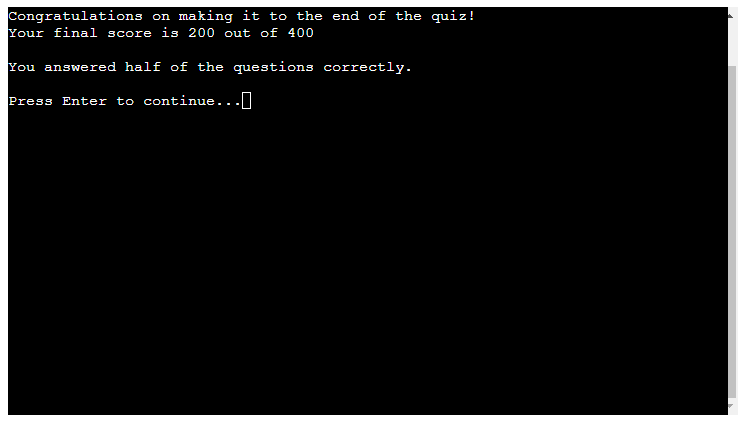 Congratulations on making it to the end of the quiz!
Your final score is 200 out of 400
You answered half of the questions correctly.
Press Enter to continue...